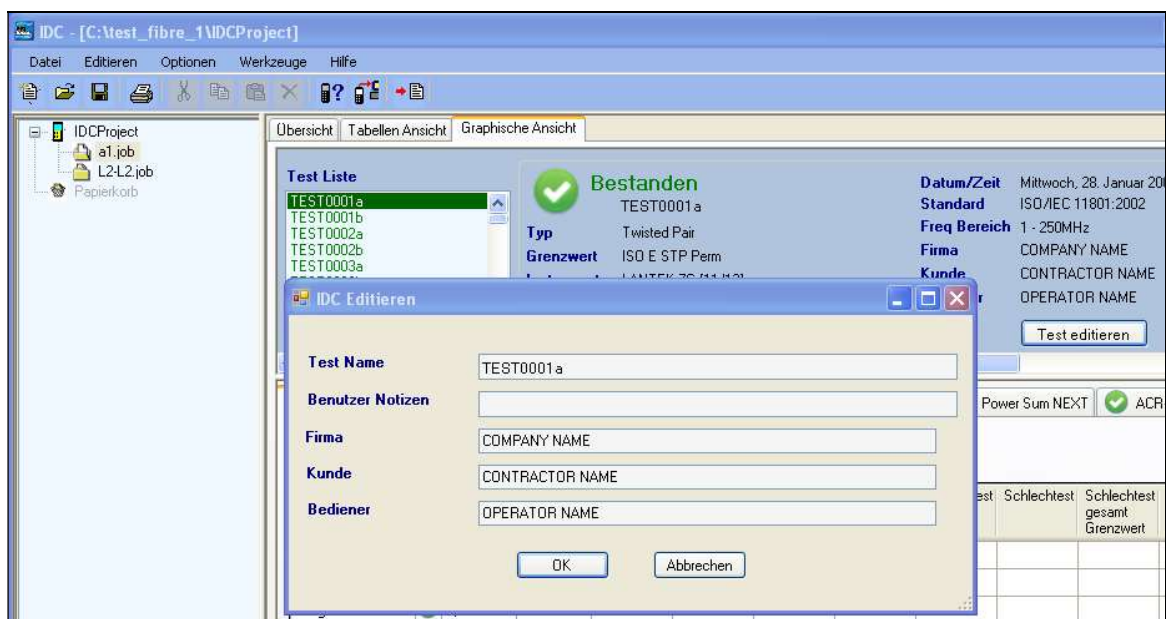 IDC - [C:\test_fibre_1\IDCProject]
Datei Editieren Optionen Werkzeuge Hilfe
IDCProject
a1.job
L2-L2.job
Papierkorb
Übersicht Tabellen Ansicht Graphische Ansicht
Test Liste
TEST0001a
TEST0001b
TEST0002a
TEST0002b
TEST0003a
Bestanden
TEST0001a
Typ Twisted Pair
Grenzwert ISO E STP Perm
Datum/Zeit Mittwoch, 28. Januar
Standard ISO/IEC 11801:2002
Freq Bereich 1 - 250MHz
Firma COMPANY NAME
Kunde CONTRACTOR NAME
OPERATOR NAME
Test editieren
IDC Editieren
Test Name TEST0001a
Benutzer Notizen
Firma COMPANY NAME
Kunde CONTRACTOR NAME
Bediener OPERATOR NAME
OK Abbrechen
Power Sum NEXT ACR
Schlechtest Schlechtest
gesamt
Grenzwert